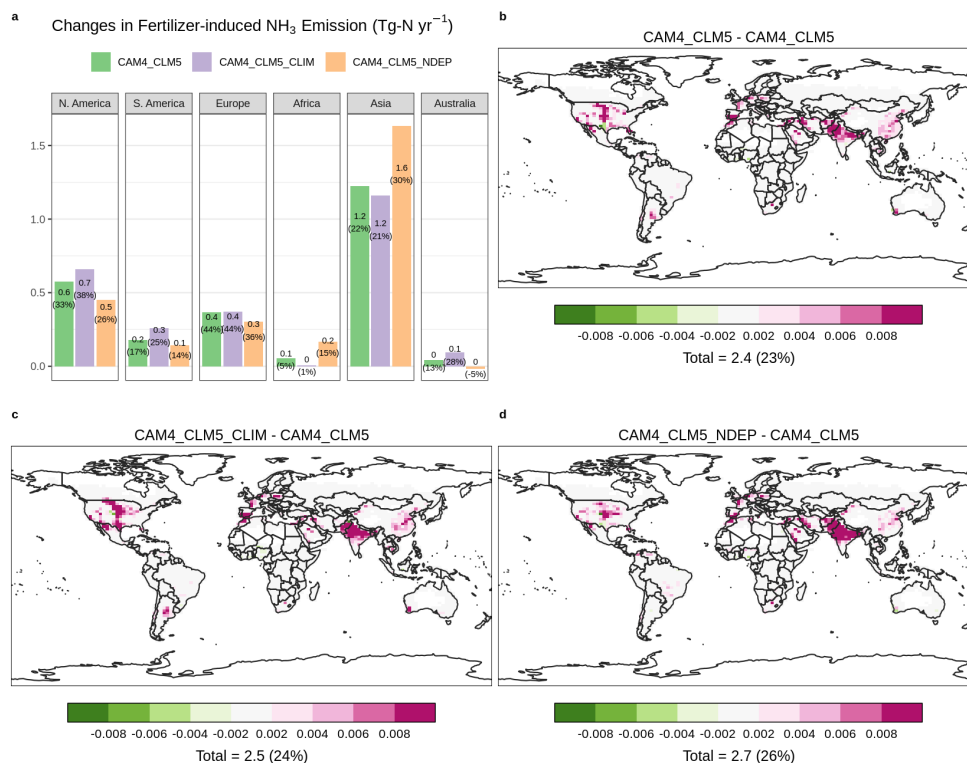 a
Changes in Fertilizer-induced NH₃ Emission (Tg-N yr⁻¹)
CAM4_CLM5 CAM4_CLM5_CLIM CAM4_CLM5_NDEP
N. America S. America Europe Africa Asia Australia
1.5
1.0
0.5
0.0
0.6 (33%)
0.7 (38%)
0.5 (26%)
0.2 (17%)
0.3 (25%)
0.1 (14%)
0.4 (44%)
0.4 (44%)
0.3 (36%)
0.1 (5%)
0 (1%)
0.2 (15%)
1.2 (22%)
1.2 (21%)
1.6 (30%)
0 (13%)
0.1 (28%)
0 (-5%)
b
CAM4_CLM5 - CAM4_CLM5
-0.008 -0.006 -0.004 -0.002 0.002 0.004 0.006 0.008
Total = 2.4 (23%)
c
CAM4_CLM5_CLIM - CAM4_CLM5
-0.008 -0.006 -0.004 -0.002 0.002 0.004 0.006 0.008
Total = 2.5 (24%)
d
CAM4_CLM5_NDEP - CAM4_CLM5
-0.008 -0.006 -0.004 -0.002 0.002 0.004 0.006 0.008
Total = 2.7 (26%)